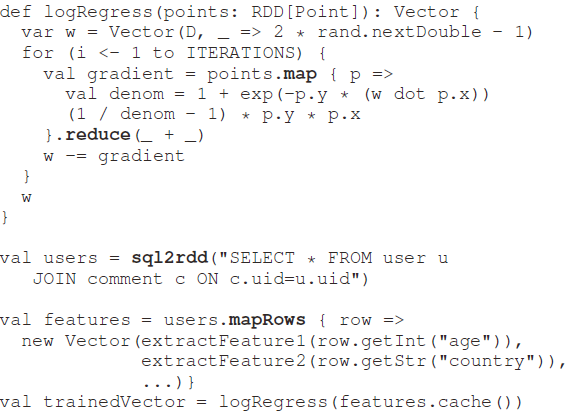 def logRegress(points: RDD[Point]): Vector {
  var w = Vector(D, _ => 2 * rand.nextDouble - 1)
  for (i <- 1 to ITERATIONS) {
    val gradient = points.map { p =>
      val denom = 1 + exp(-p.y * (w dot p.x))
      (1 / denom - 1) * p.y * p.x
    }.reduce(_ + _)
    w -= gradient
  }
  w
}

val users = sql2rdd("SELECT * FROM user u
   JOIN comment c ON c.uid=u.uid")

val features = users.mapRows { row =>
  new Vector(extractFeature1(row.getInt("age")),
             extractFeature2(row.getStr("country")),
             ...)}
val trainedVector = logRegress(features.cache())